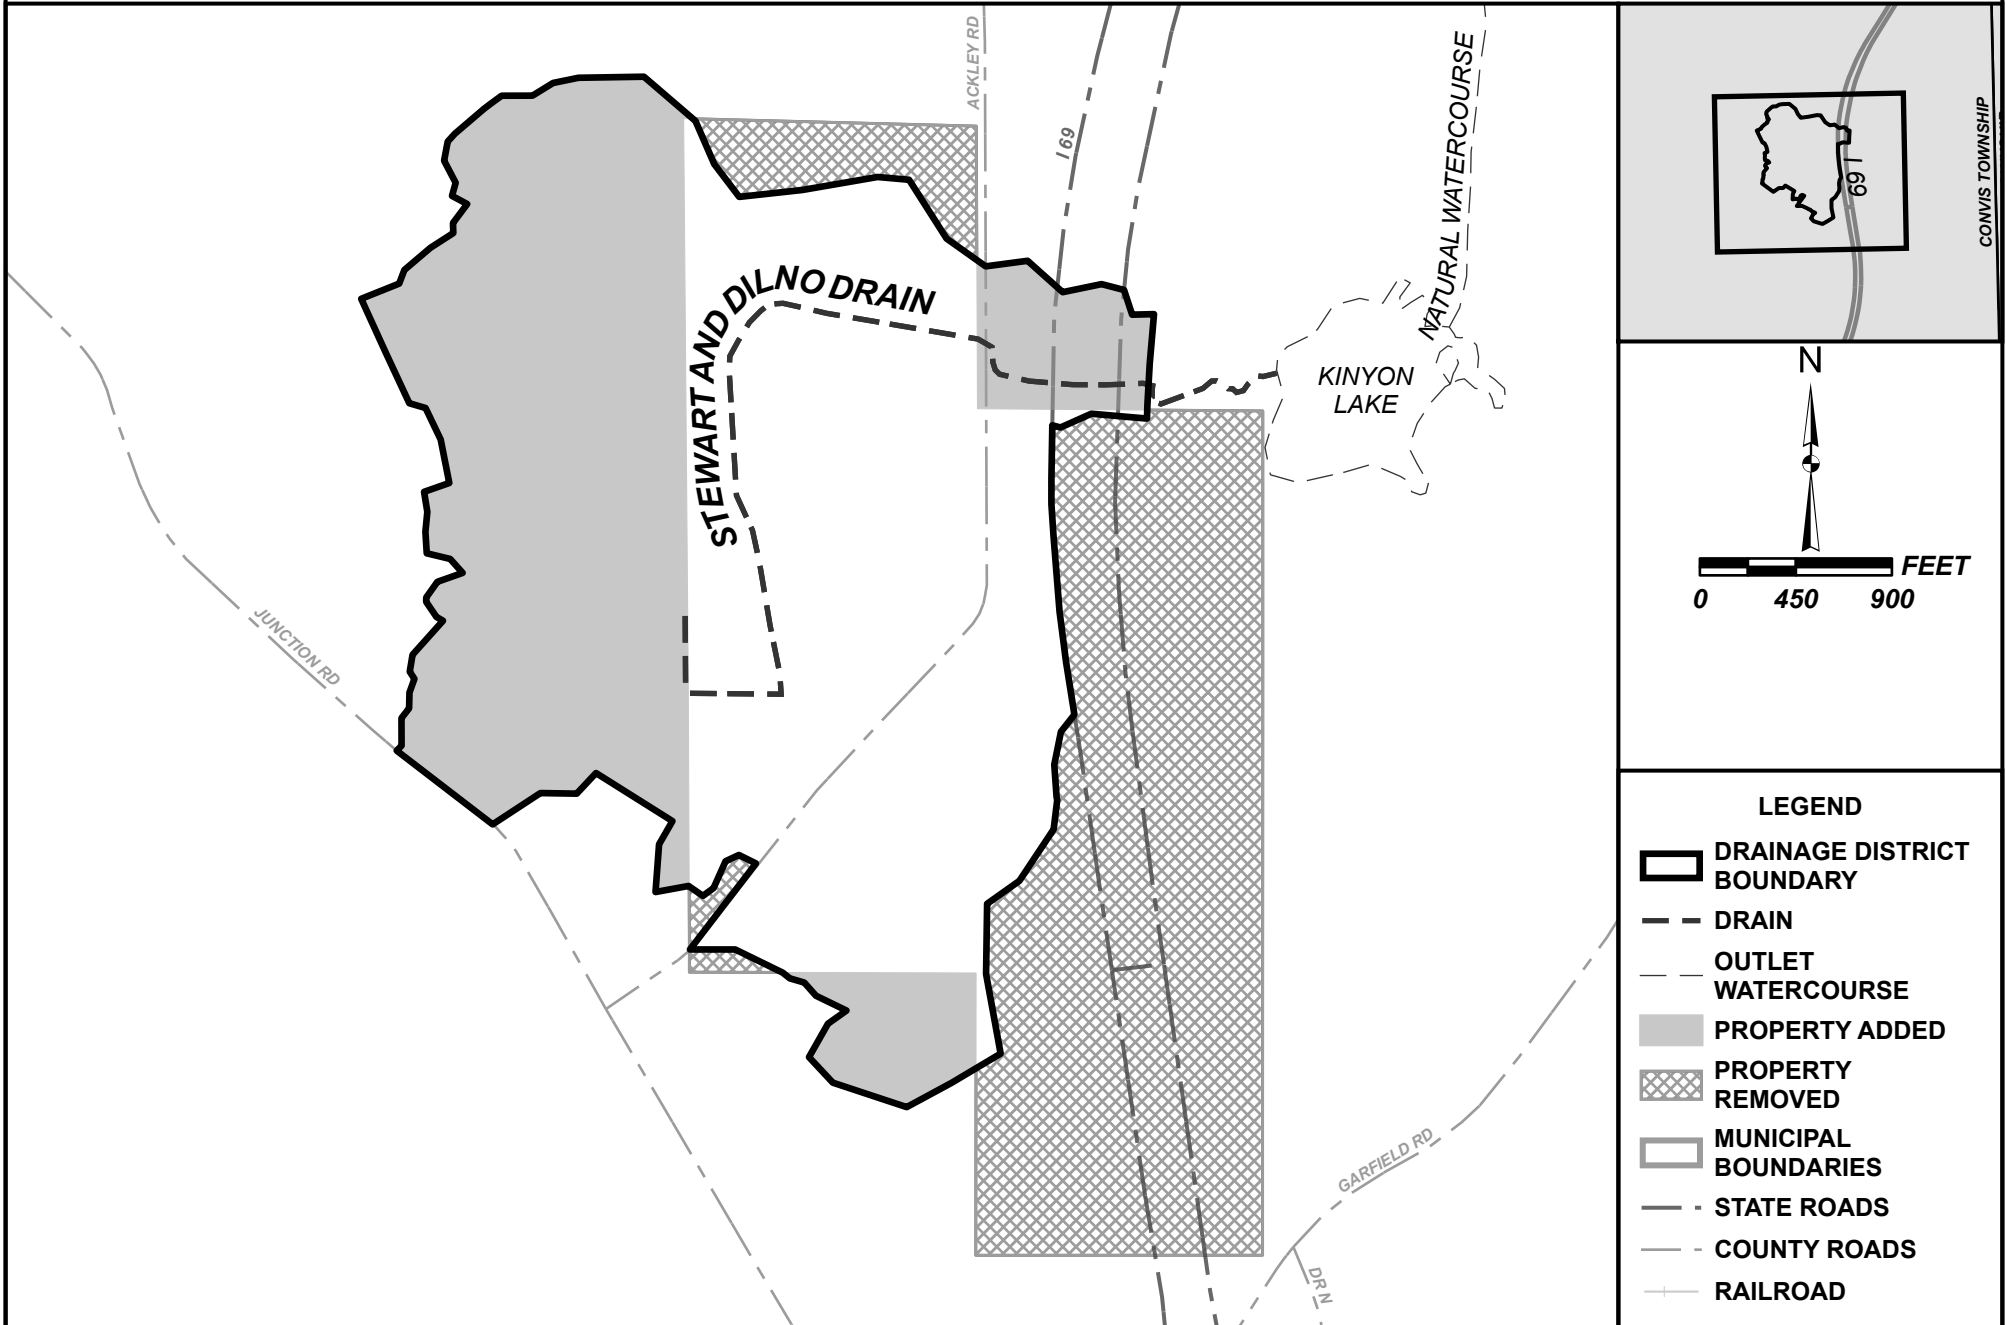 ACKLEY RD
I 69
NATURAL WATERCOURSE
STEWART AND DILNO DRAIN
KINYON
LAKE
JUNCTION RD
GARFIELD RD
DR N
I 69
CONVIS TOWNSHIP
N
FEET
0 450 900
LEGEND
DRAINAGE DISTRICT
BOUNDARY
DRAIN
OUTLET
WATERCOURSE
PROPERTY ADDED
PROPERTY
REMOVED
MUNICIPAL
BOUNDARIES
STATE ROADS
COUNTY ROADS
RAILROAD